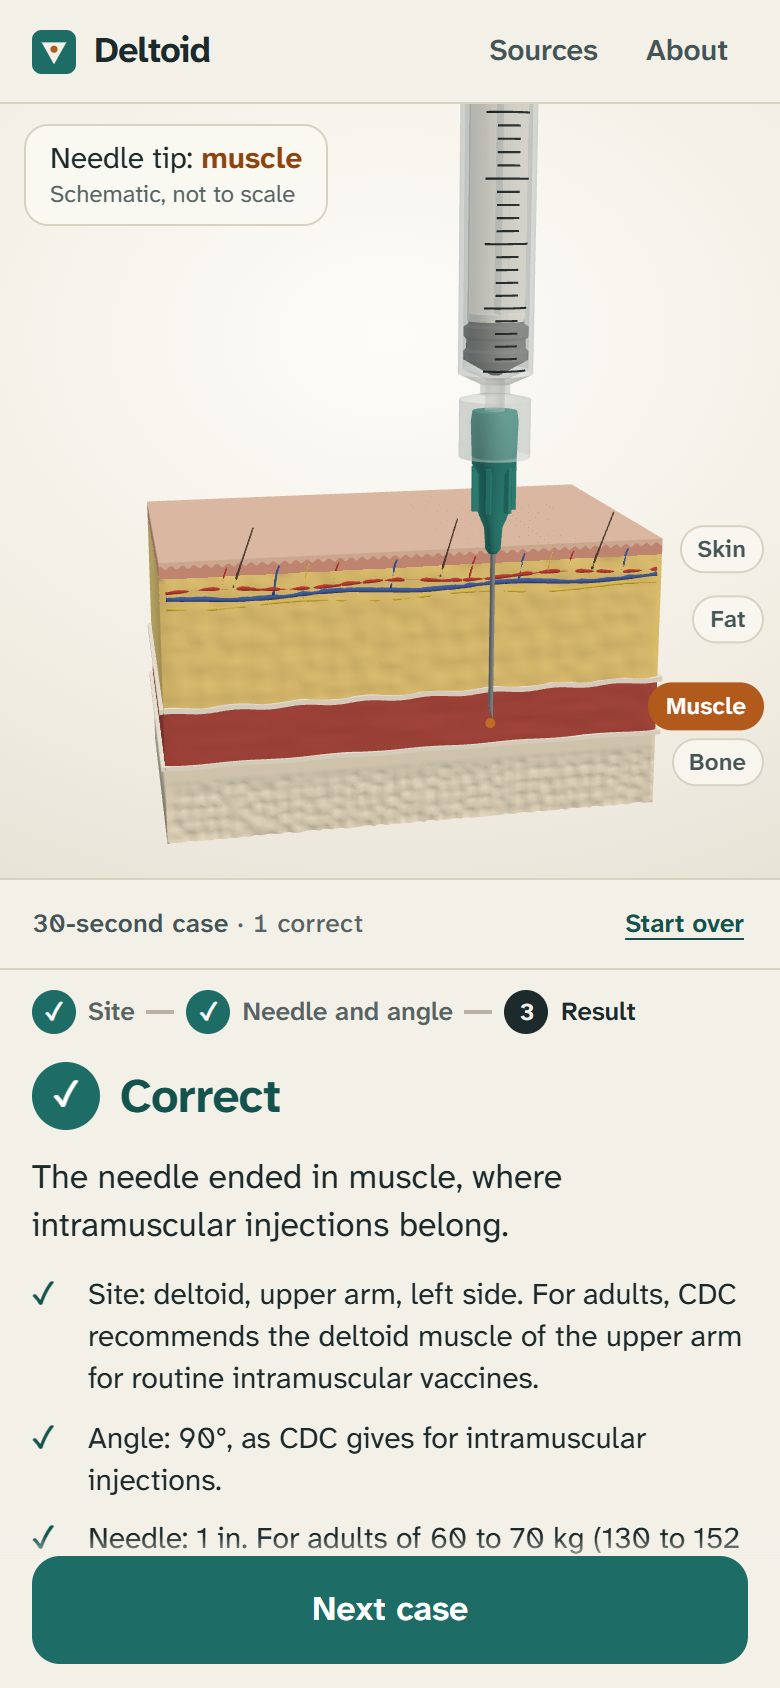 Deltoid
Sources
About
Needle tip: muscle
Schematic, not to scale
Skin
Fat
Muscle
Bone
30-second case · 1 correct
Start over
✓ Site
✓ Needle and angle
3 Result
✓ Correct
The needle ended in muscle, where
intramuscular injections belong.
✓ Site: deltoid, upper arm, left side. For adults, CDC
recommends the deltoid muscle of the upper arm
for routine intramuscular vaccines.
✓ Angle: 90°, as CDC gives for intramuscular
injections.
✓ Needle: 1 in. For adults of 60 to 70 kg (130 to 152
Next case